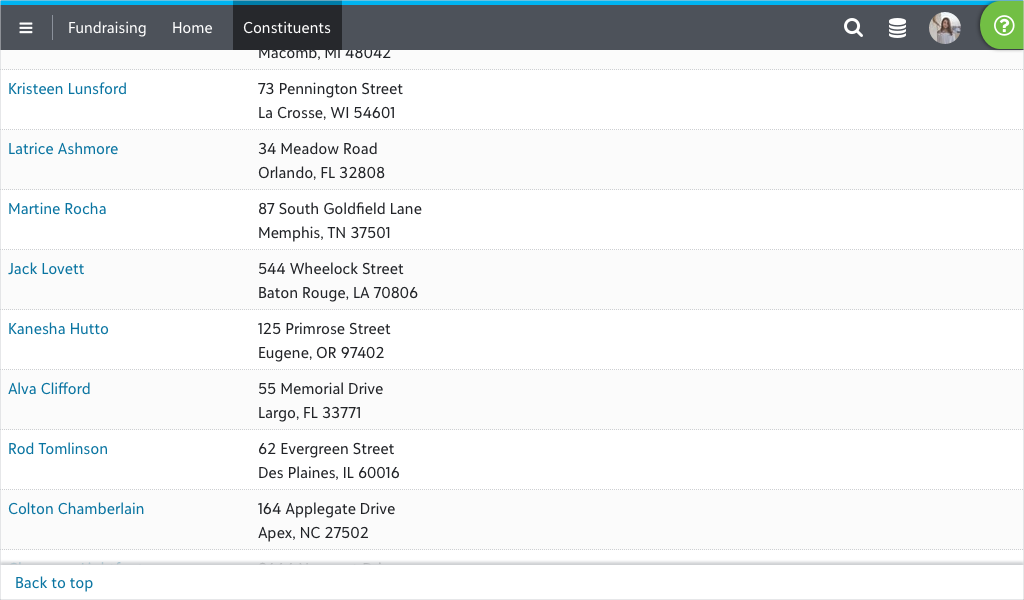 Fundraising Home Constituents
Macomb, MI 48042
Kristeen Lunsford 73 Pennington Street
La Crosse, WI 54601
Latrice Ashmore 34 Meadow Road
Orlando, FL 32808
Martine Rocha 87 South Goldfield Lane
Memphis, TN 37501
Jack Lovett 544 Wheelock Street
Baton Rouge, LA 70806
Kanesha Hutto 125 Primrose Street
Eugene, OR 97402
Alva Clifford 55 Memorial Drive
Largo, FL 33771
Rod Tomlinson 62 Evergreen Street
Des Plaines, IL 60016
Colton Chamberlain 164 Applegate Drive
Apex, NC 27502
Back to top